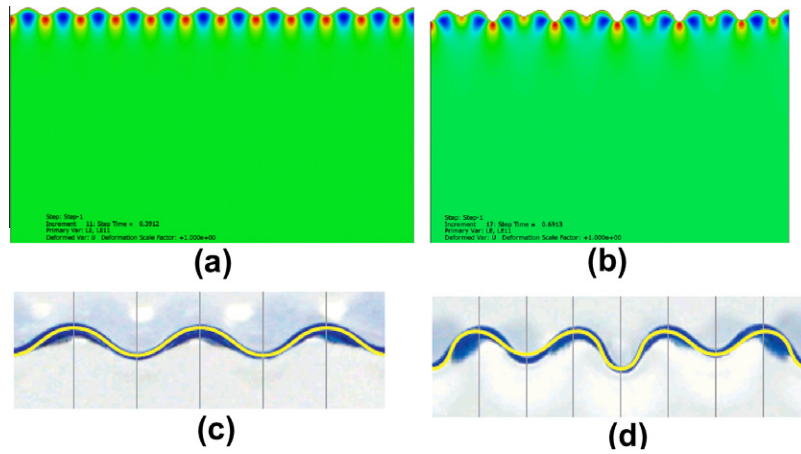 Step: Step-1
Increment 11: Step Time = 0.3912
Primary Var: LE, LE11
Deformed Var: U Deformation Scale Factor: +1.000e+00
Step: Step-1
Increment 17: Step Time = 0.6913
Primary Var: LE, LE11
Deformed Var: U Deformation Scale Factor: +1.000e+00
(a)
(b)
(c)
(d)